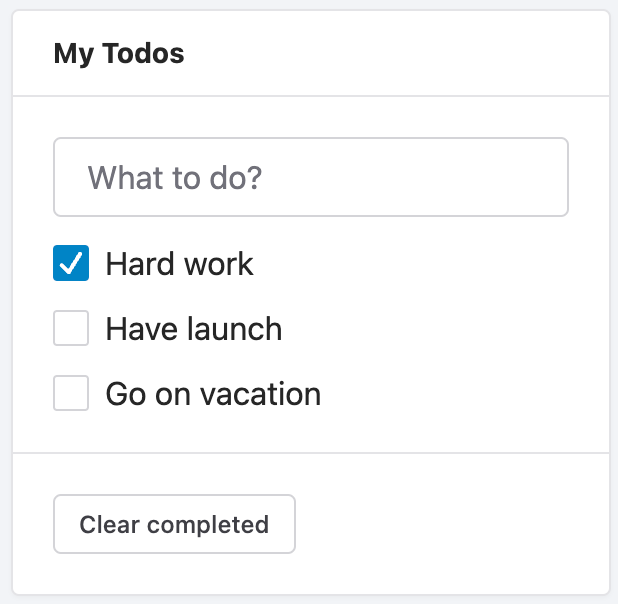 My Todos
What to do?
Hard work
Have launch
Go on vacation
Clear completed